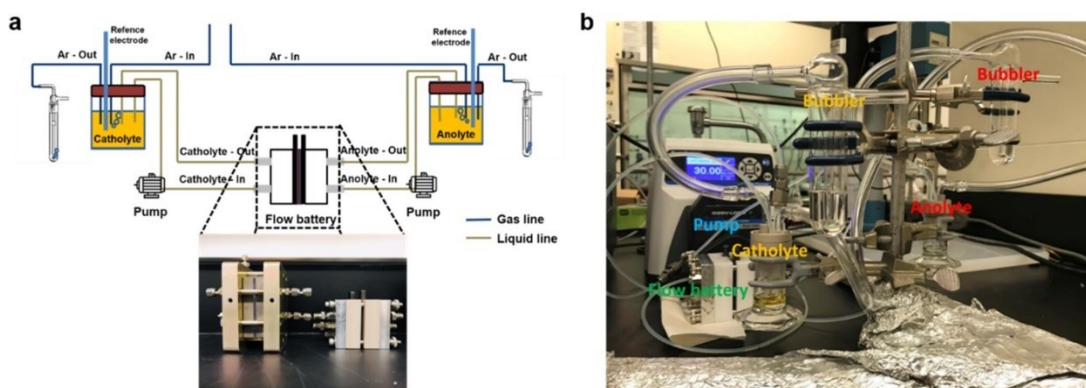 a
Refence
electrode
Ar - Out
Ar - In
Ar - Out
Refence
electrode
Ar - In
Catholyte
Anolyte
Catholyte - Out
Anolyte - Out
Catholyte - In
Anolyte - In
Pump
Flow battery
Pump
Gas line
Liquid line
b
Bubbler
Bubbler
30.00
Anolyte
Pump
Catholyte
Flow battery